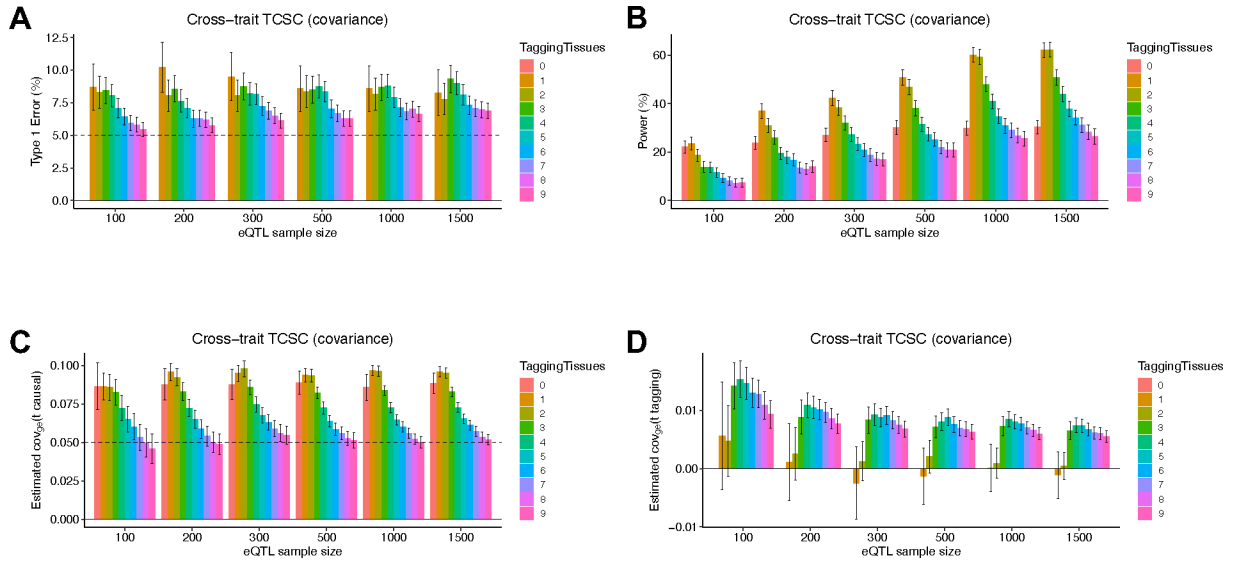 A
Cross−trait TCSC (covariance)
Type 1 Error (%)
12.5
10.0
7.5
5.0
2.5
0.0
100 200 300 500 1000 1500
eQTL sample size
TaggingTissues
0
1
2
3
4
5
6
7
8
9
B
Cross−trait TCSC (covariance)
Power (%)
60
40
20
0
100 200 300 500 1000 1500
eQTL sample size
TaggingTissues
0
1
2
3
4
5
6
7
8
9
C
Cross−trait TCSC (covariance)
Estimated covge(t causal)
0.100
0.075
0.050
0.025
0.000
100 200 300 500 1000 1500
eQTL sample size
TaggingTissues
0
1
2
3
4
5
6
7
8
9
D
Cross−trait TCSC (covariance)
Estimated covge(t tagging)
0.01
0.00
−0.01
100 200 300 500 1000 1500
eQTL sample size
TaggingTissues
0
1
2
3
4
5
6
7
8
9